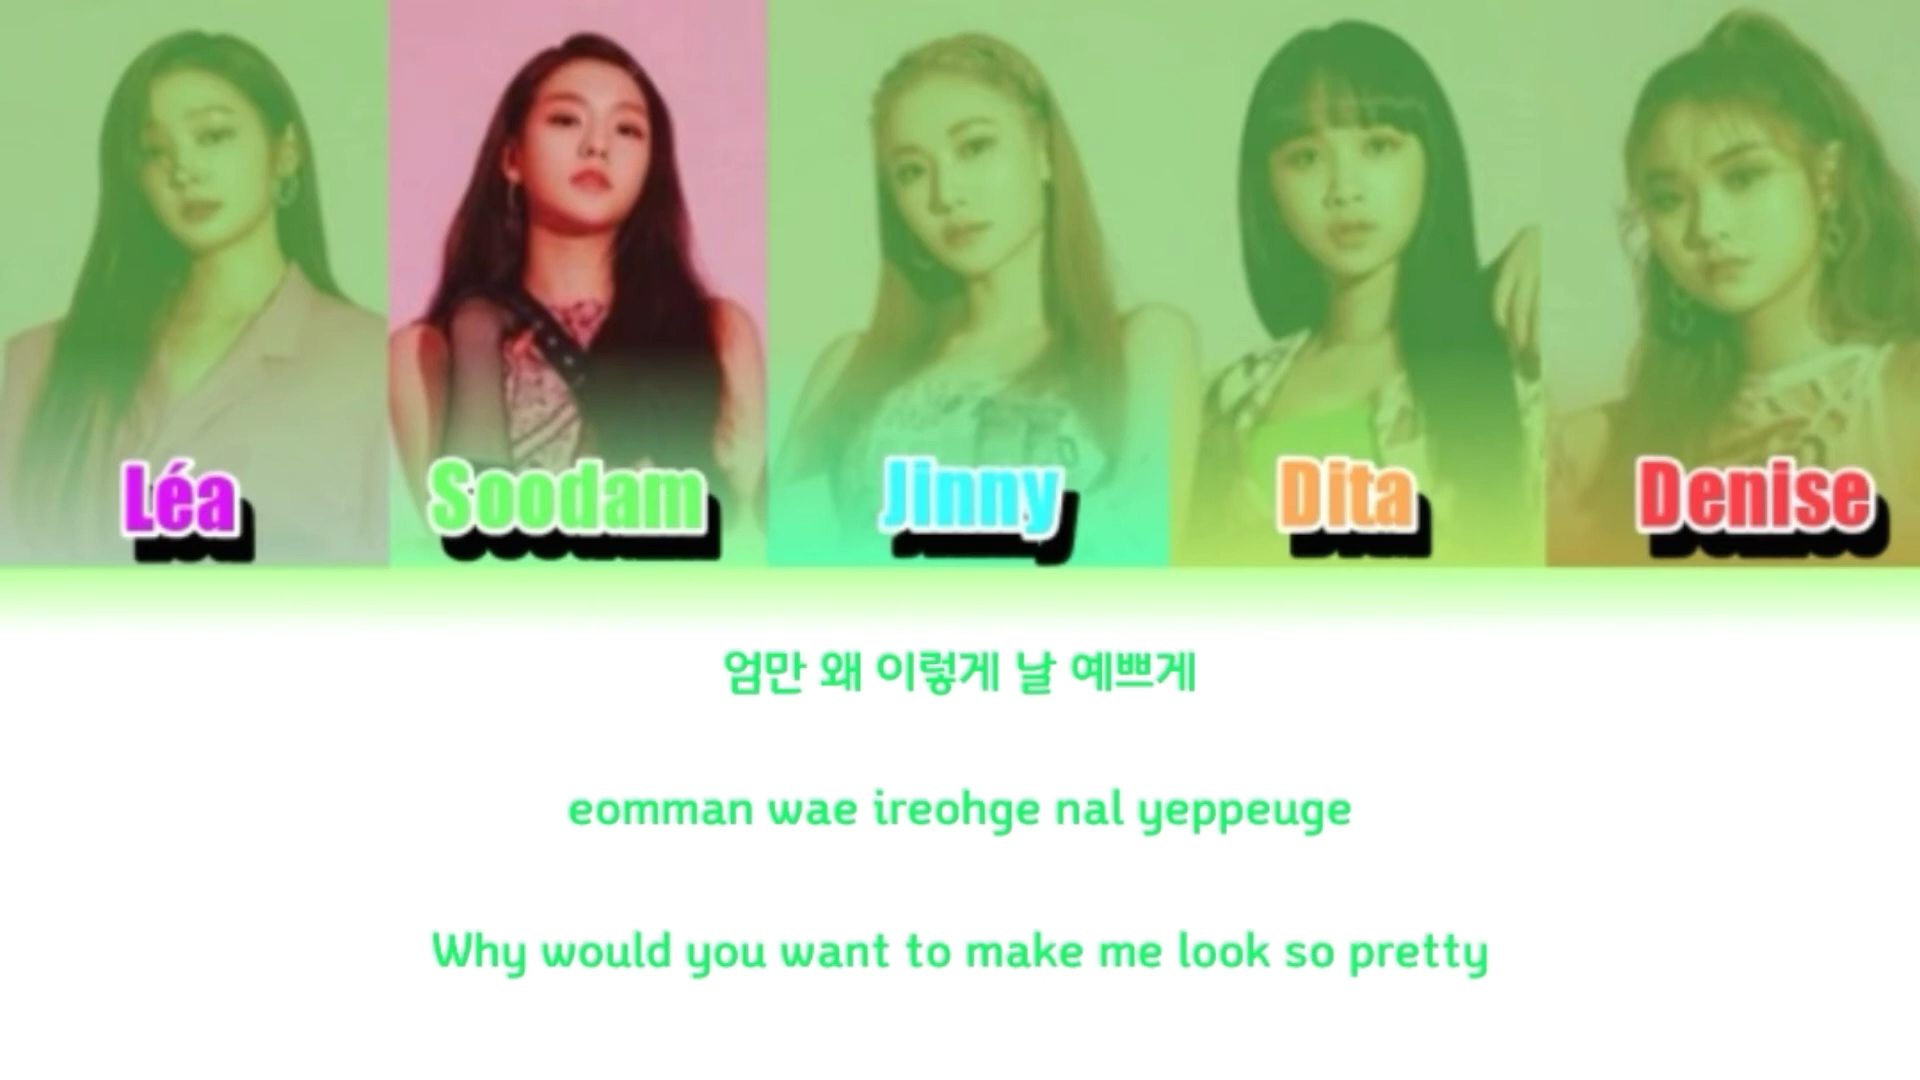 Léa Soodam Jinny Dita Denise
엄만 왜 이렇게 날 예쁘게
eomman wae ireohge nal yeppeuge
Why would you want to make me look so pretty